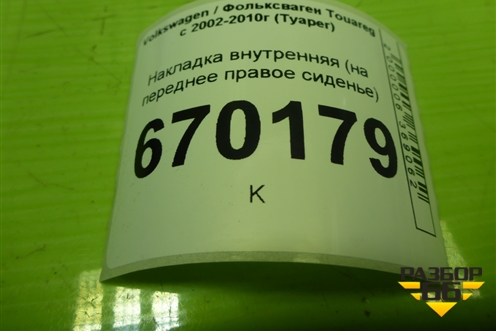 Volkswagen / Фольксваген Touareg
с 2002-2010г (Туарег)
Накладка внутренняя (на
переднее правое сиденье)
670179
К
РАЗБОР
66